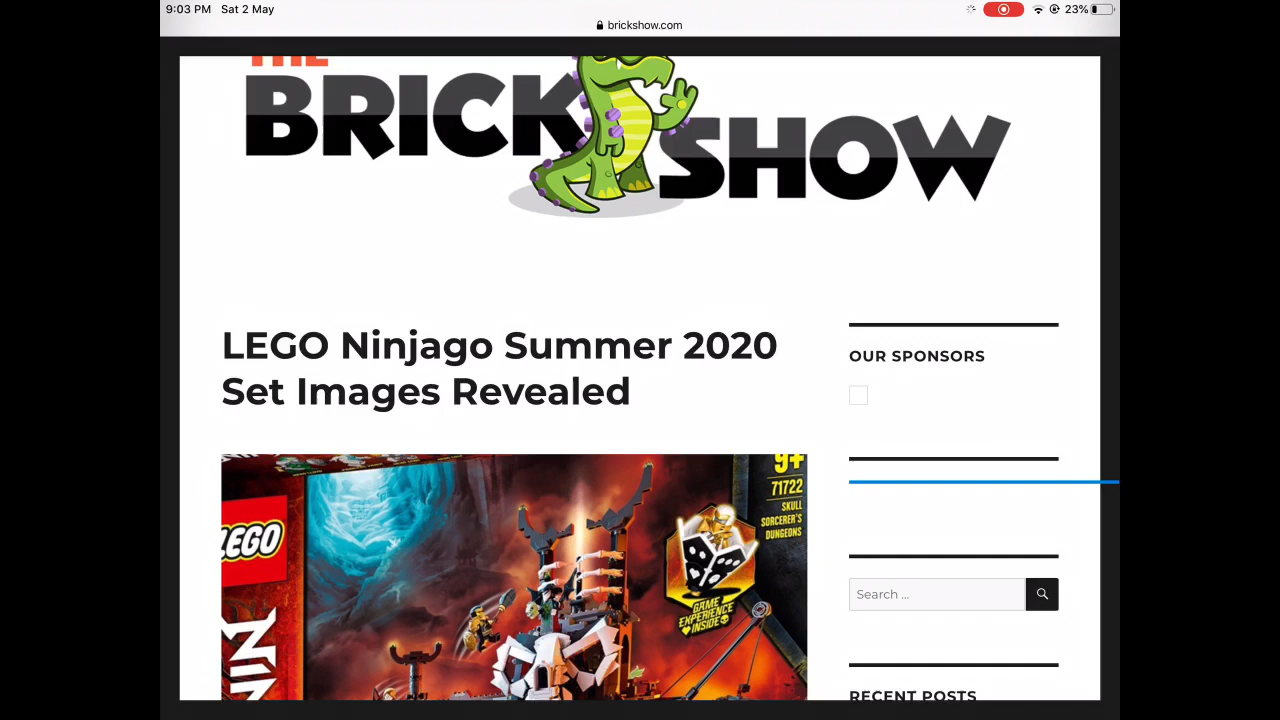 9:03 PM Sat 2 May
23%
brickshow.com
THE
BRICK
SHOW
LEGO Ninjago Summer 2020
Set Images Revealed
OUR SPONSORS
Search ...
RECENT POSTS
9+
71722
SKULL
SORCERER'S
DUNGEONS
LEGO
GAME
EXPERIENCE
INSIDE
NIN